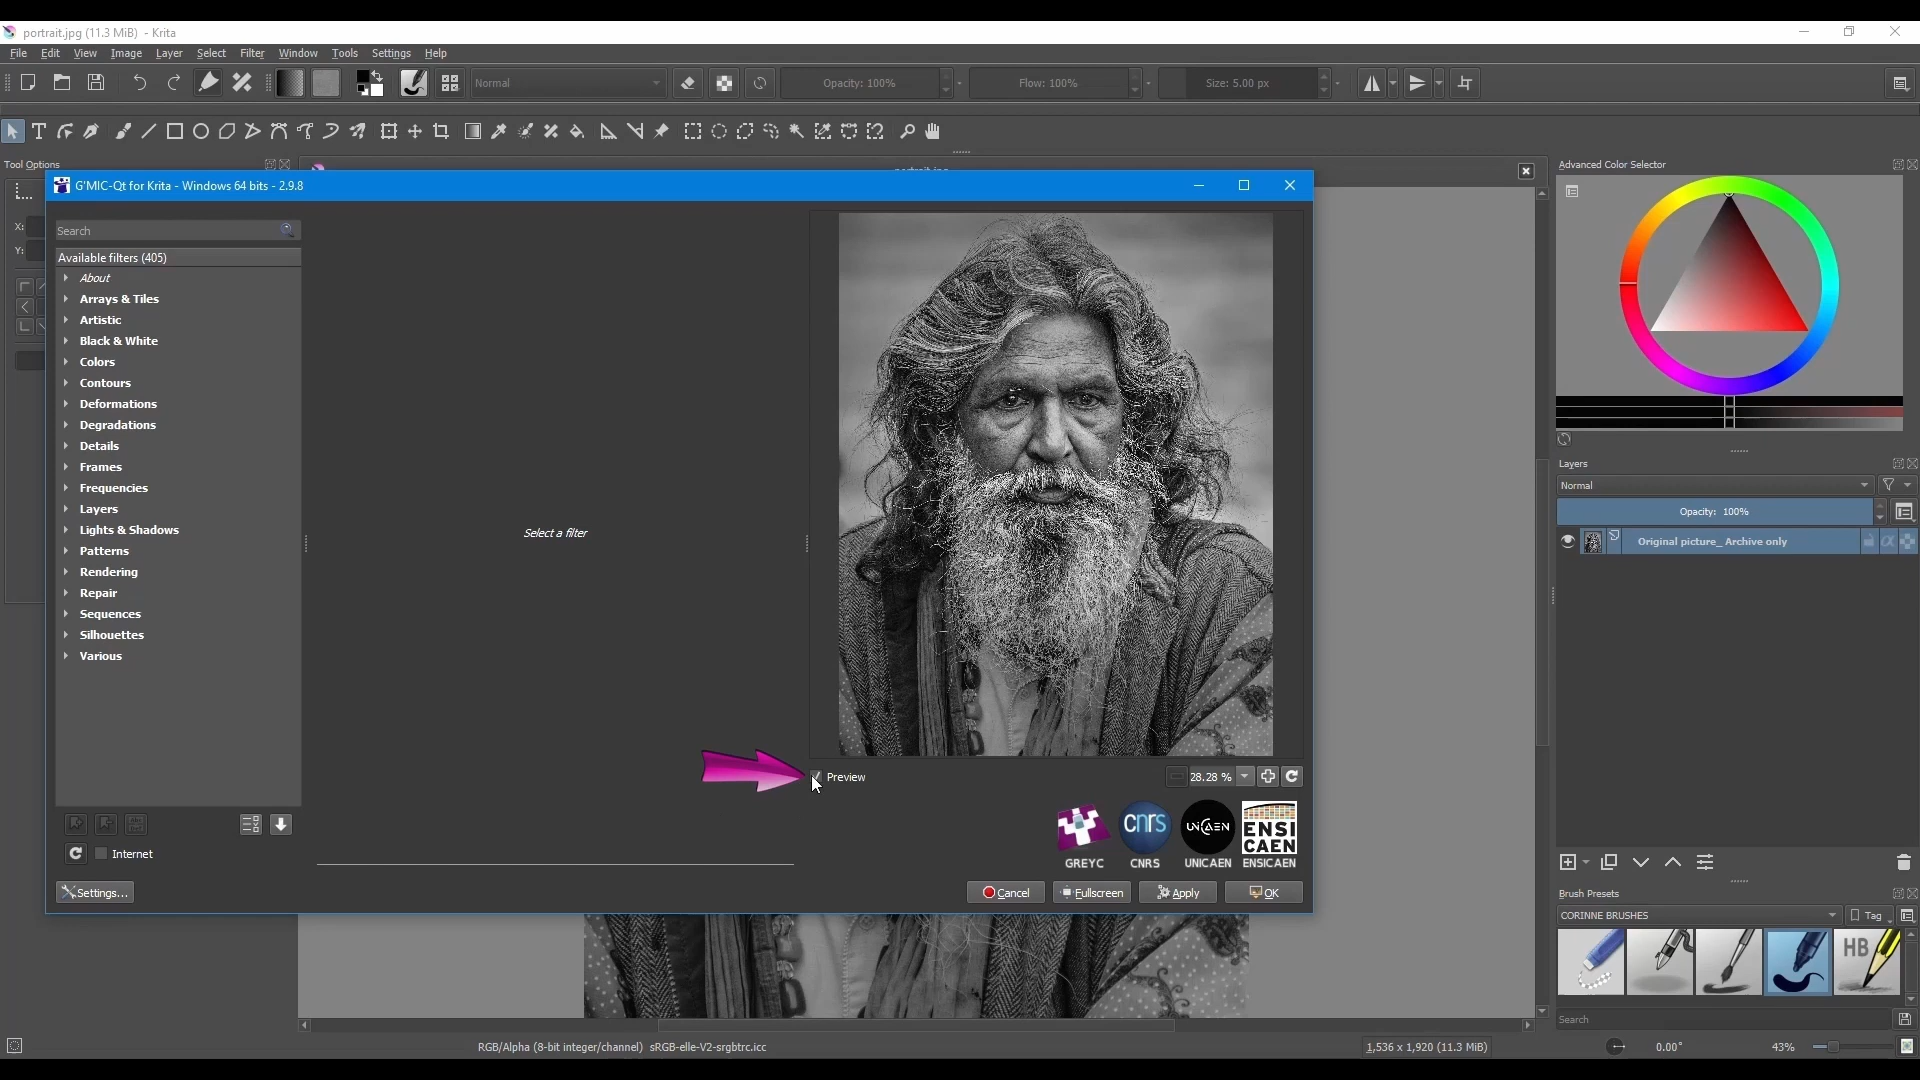 portrait.jpg (11.3 MiB) - Krita
File Edit View Image Layer Select Filter Window Tools Settings Help
Normal
Opacity: 100%
Flow: 100%
Size: 5.00 px
Tool Options
X:
Y:
G'MIC-Qt for Krita - Windows 64 bits - 2.9.8
Search
Available filters (405)
About
Arrays & Tiles
Artistic
Black & White
Colors
Contours
Deformations
Degradations
Details
Frames
Frequencies
Layers
Lights & Shadows
Patterns
Rendering
Repair
Sequences
Silhouettes
Various
Internet
Settings...
Select a filter
Preview
28.28 %
GREYC
cnrs
CNRS
UNICAEN
UNICAEN
ENSI
CAEN
ENSICAEN
Cancel
Fullscreen
Apply
OK
Advanced Color Selector
Layers
Normal
Opacity: 100%
Original picture_ Archive only
Brush Presets
CORINNE BRUSHES
Tag
HB
Search
RGB/Alpha (8-bit integer/channel) sRGB-elle-V2-srgbtrc.icc
1,536 x 1,920 (11.3 MiB)
0.00°
43%